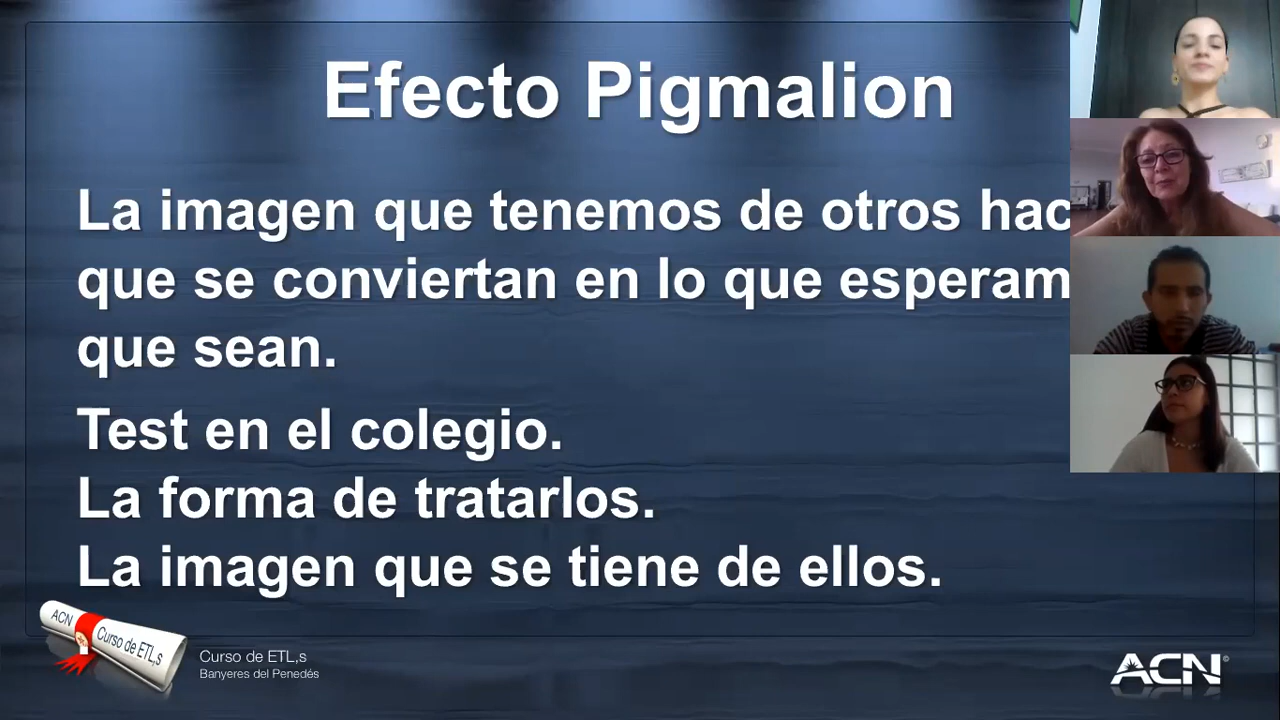 Efecto Pigmalion
La imagen que tenemos de otros
que se conviertan en lo que
que sean.
Test en el colegio.
La forma de tratarlos.
La imagen que se tiene de ellos.
ACN
Curso de ETL,s
Curso de ETL,s
Banyeres del Penedés
ACN©